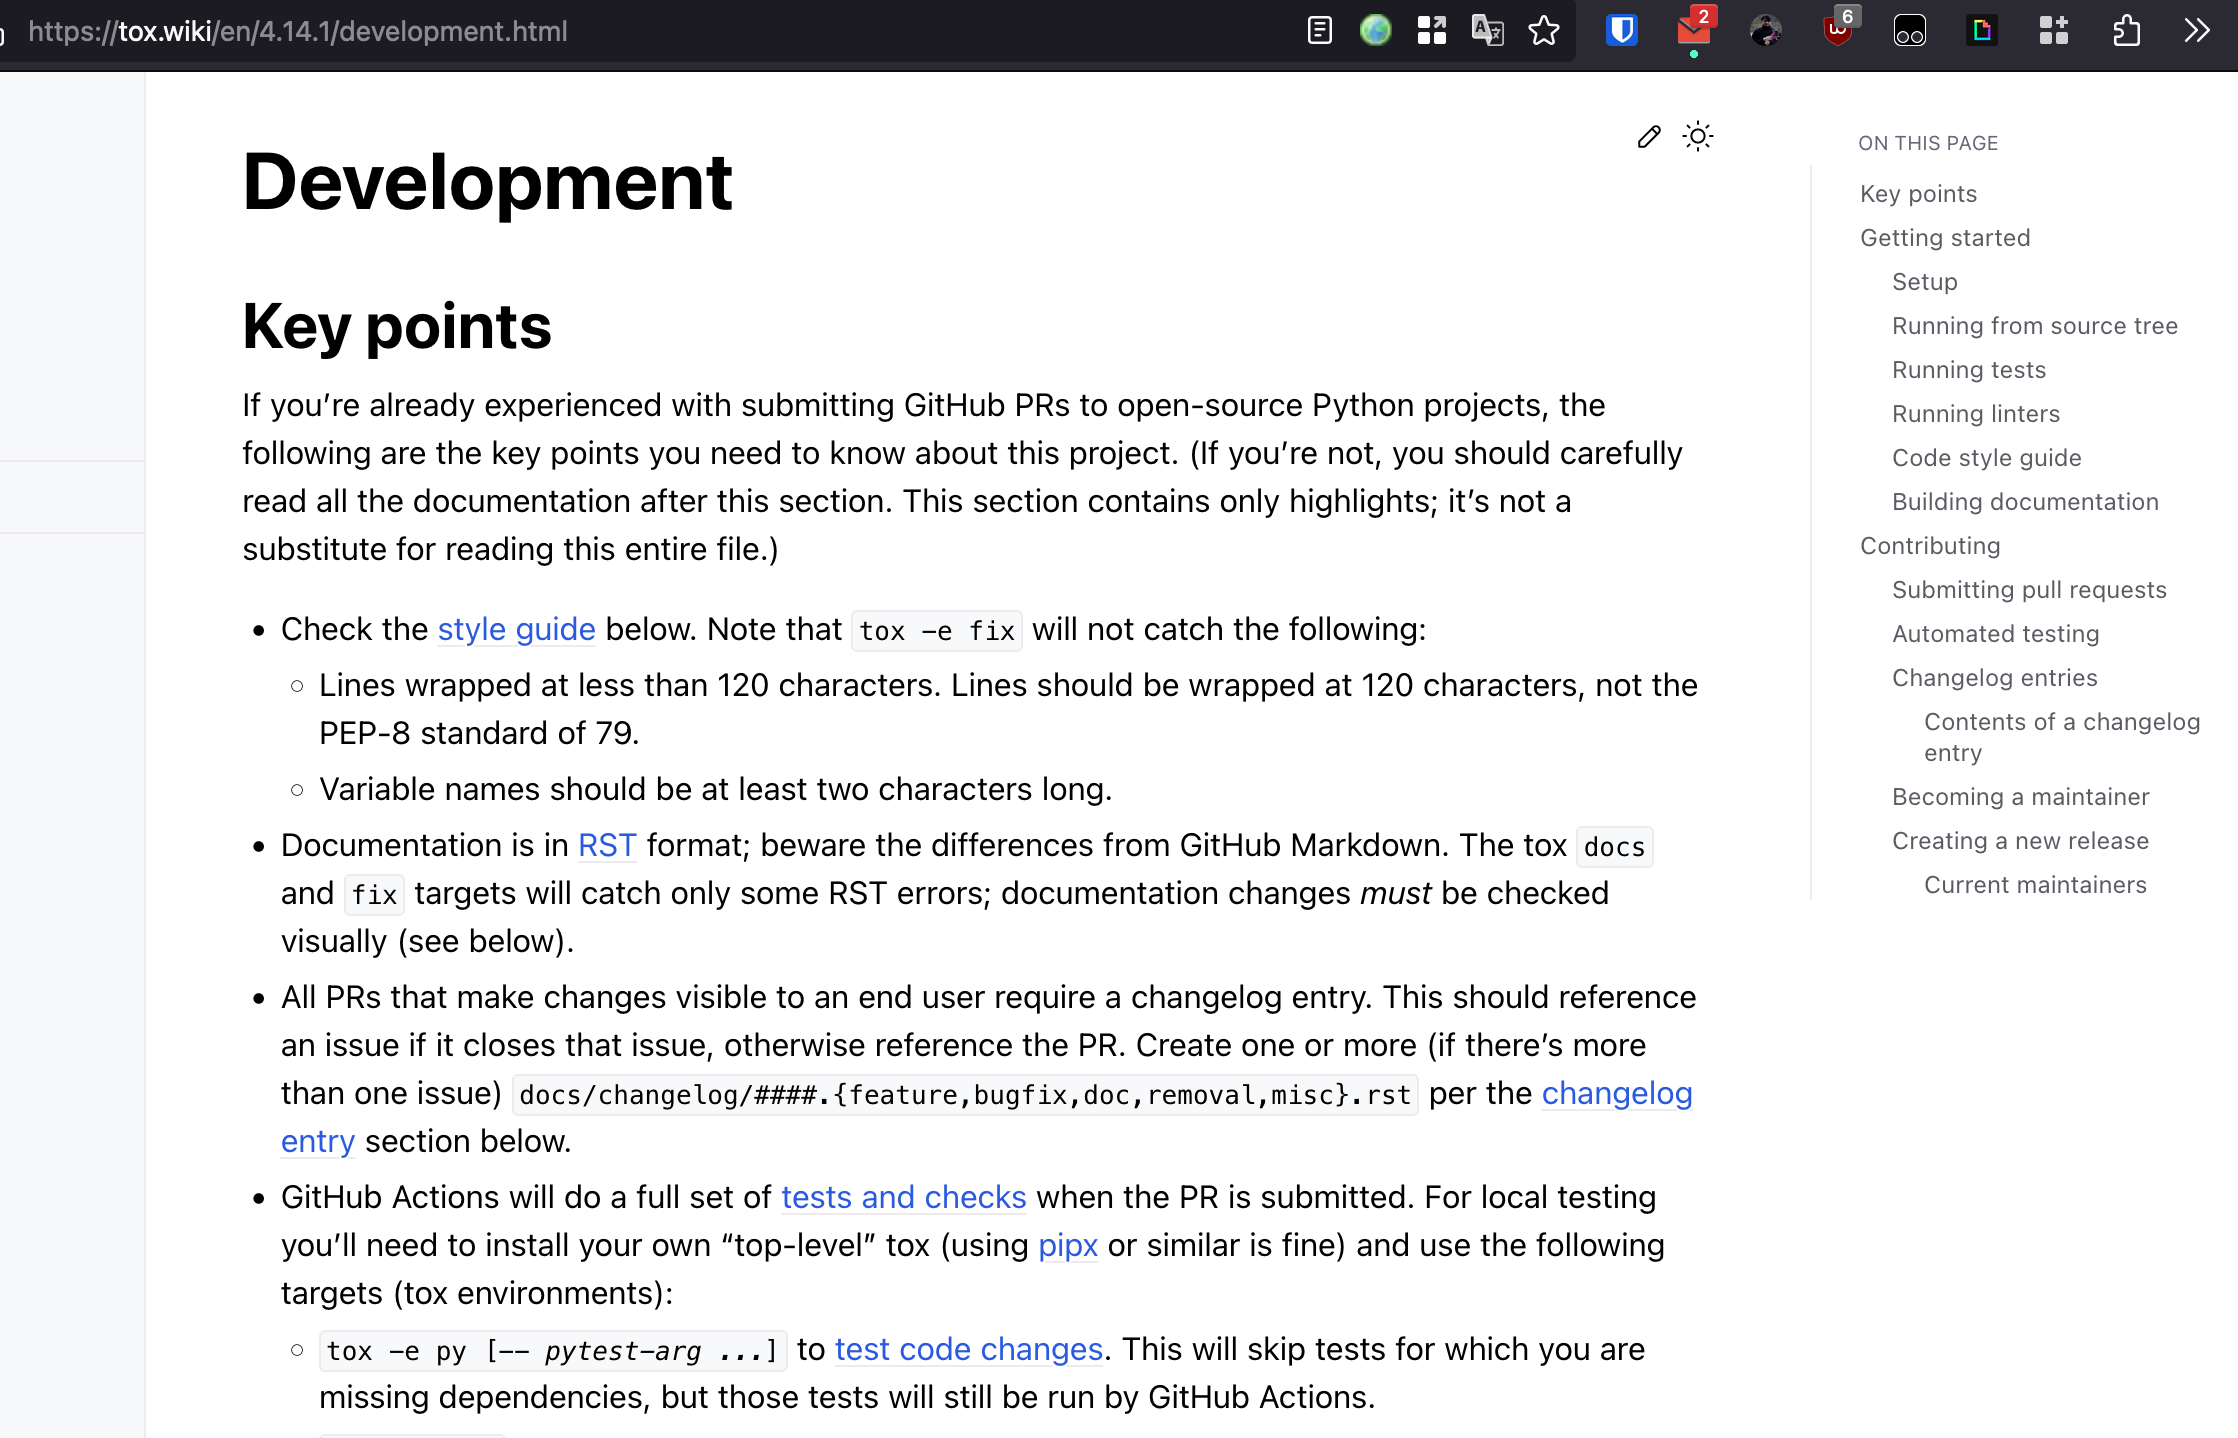 https://tox.wiki/en/4.14.1/development.html
2
6
Development
Key points
If you’re already experienced with submitting GitHub PRs to open-source Python projects, the
following are the key points you need to know about this project. (If you’re not, you should carefully
read all the documentation after this section. This section contains only highlights; it’s not a
substitute for reading this entire file.)
• Check the style guide below. Note that tox -e fix will not catch the following:
○ Lines wrapped at less than 120 characters. Lines should be wrapped at 120 characters, not the
PEP-8 standard of 79.
○ Variable names should be at least two characters long.
• Documentation is in RST format; beware the differences from GitHub Markdown. The tox docs
and fix targets will catch only some RST errors; documentation changes must be checked
visually (see below).
• All PRs that make changes visible to an end user require a changelog entry. This should reference
an issue if it closes that issue, otherwise reference the PR. Create one or more (if there’s more
than one issue) docs/changelog/####.{feature,bugfix,doc,removal,misc}.rst per the changelog
entry section below.
• GitHub Actions will do a full set of tests and checks when the PR is submitted. For local testing
you’ll need to install your own “top-level” tox (using pipx or similar is fine) and use the following
targets (tox environments):
○ tox -e py [-- pytest-arg ...] to test code changes. This will skip tests for which you are
missing dependencies, but those tests will still be run by GitHub Actions.
ON THIS PAGE
Key points
Getting started
Setup
Running from source tree
Running tests
Running linters
Code style guide
Building documentation
Contributing
Submitting pull requests
Automated testing
Changelog entries
Contents of a changelog
entry
Becoming a maintainer
Creating a new release
Current maintainers